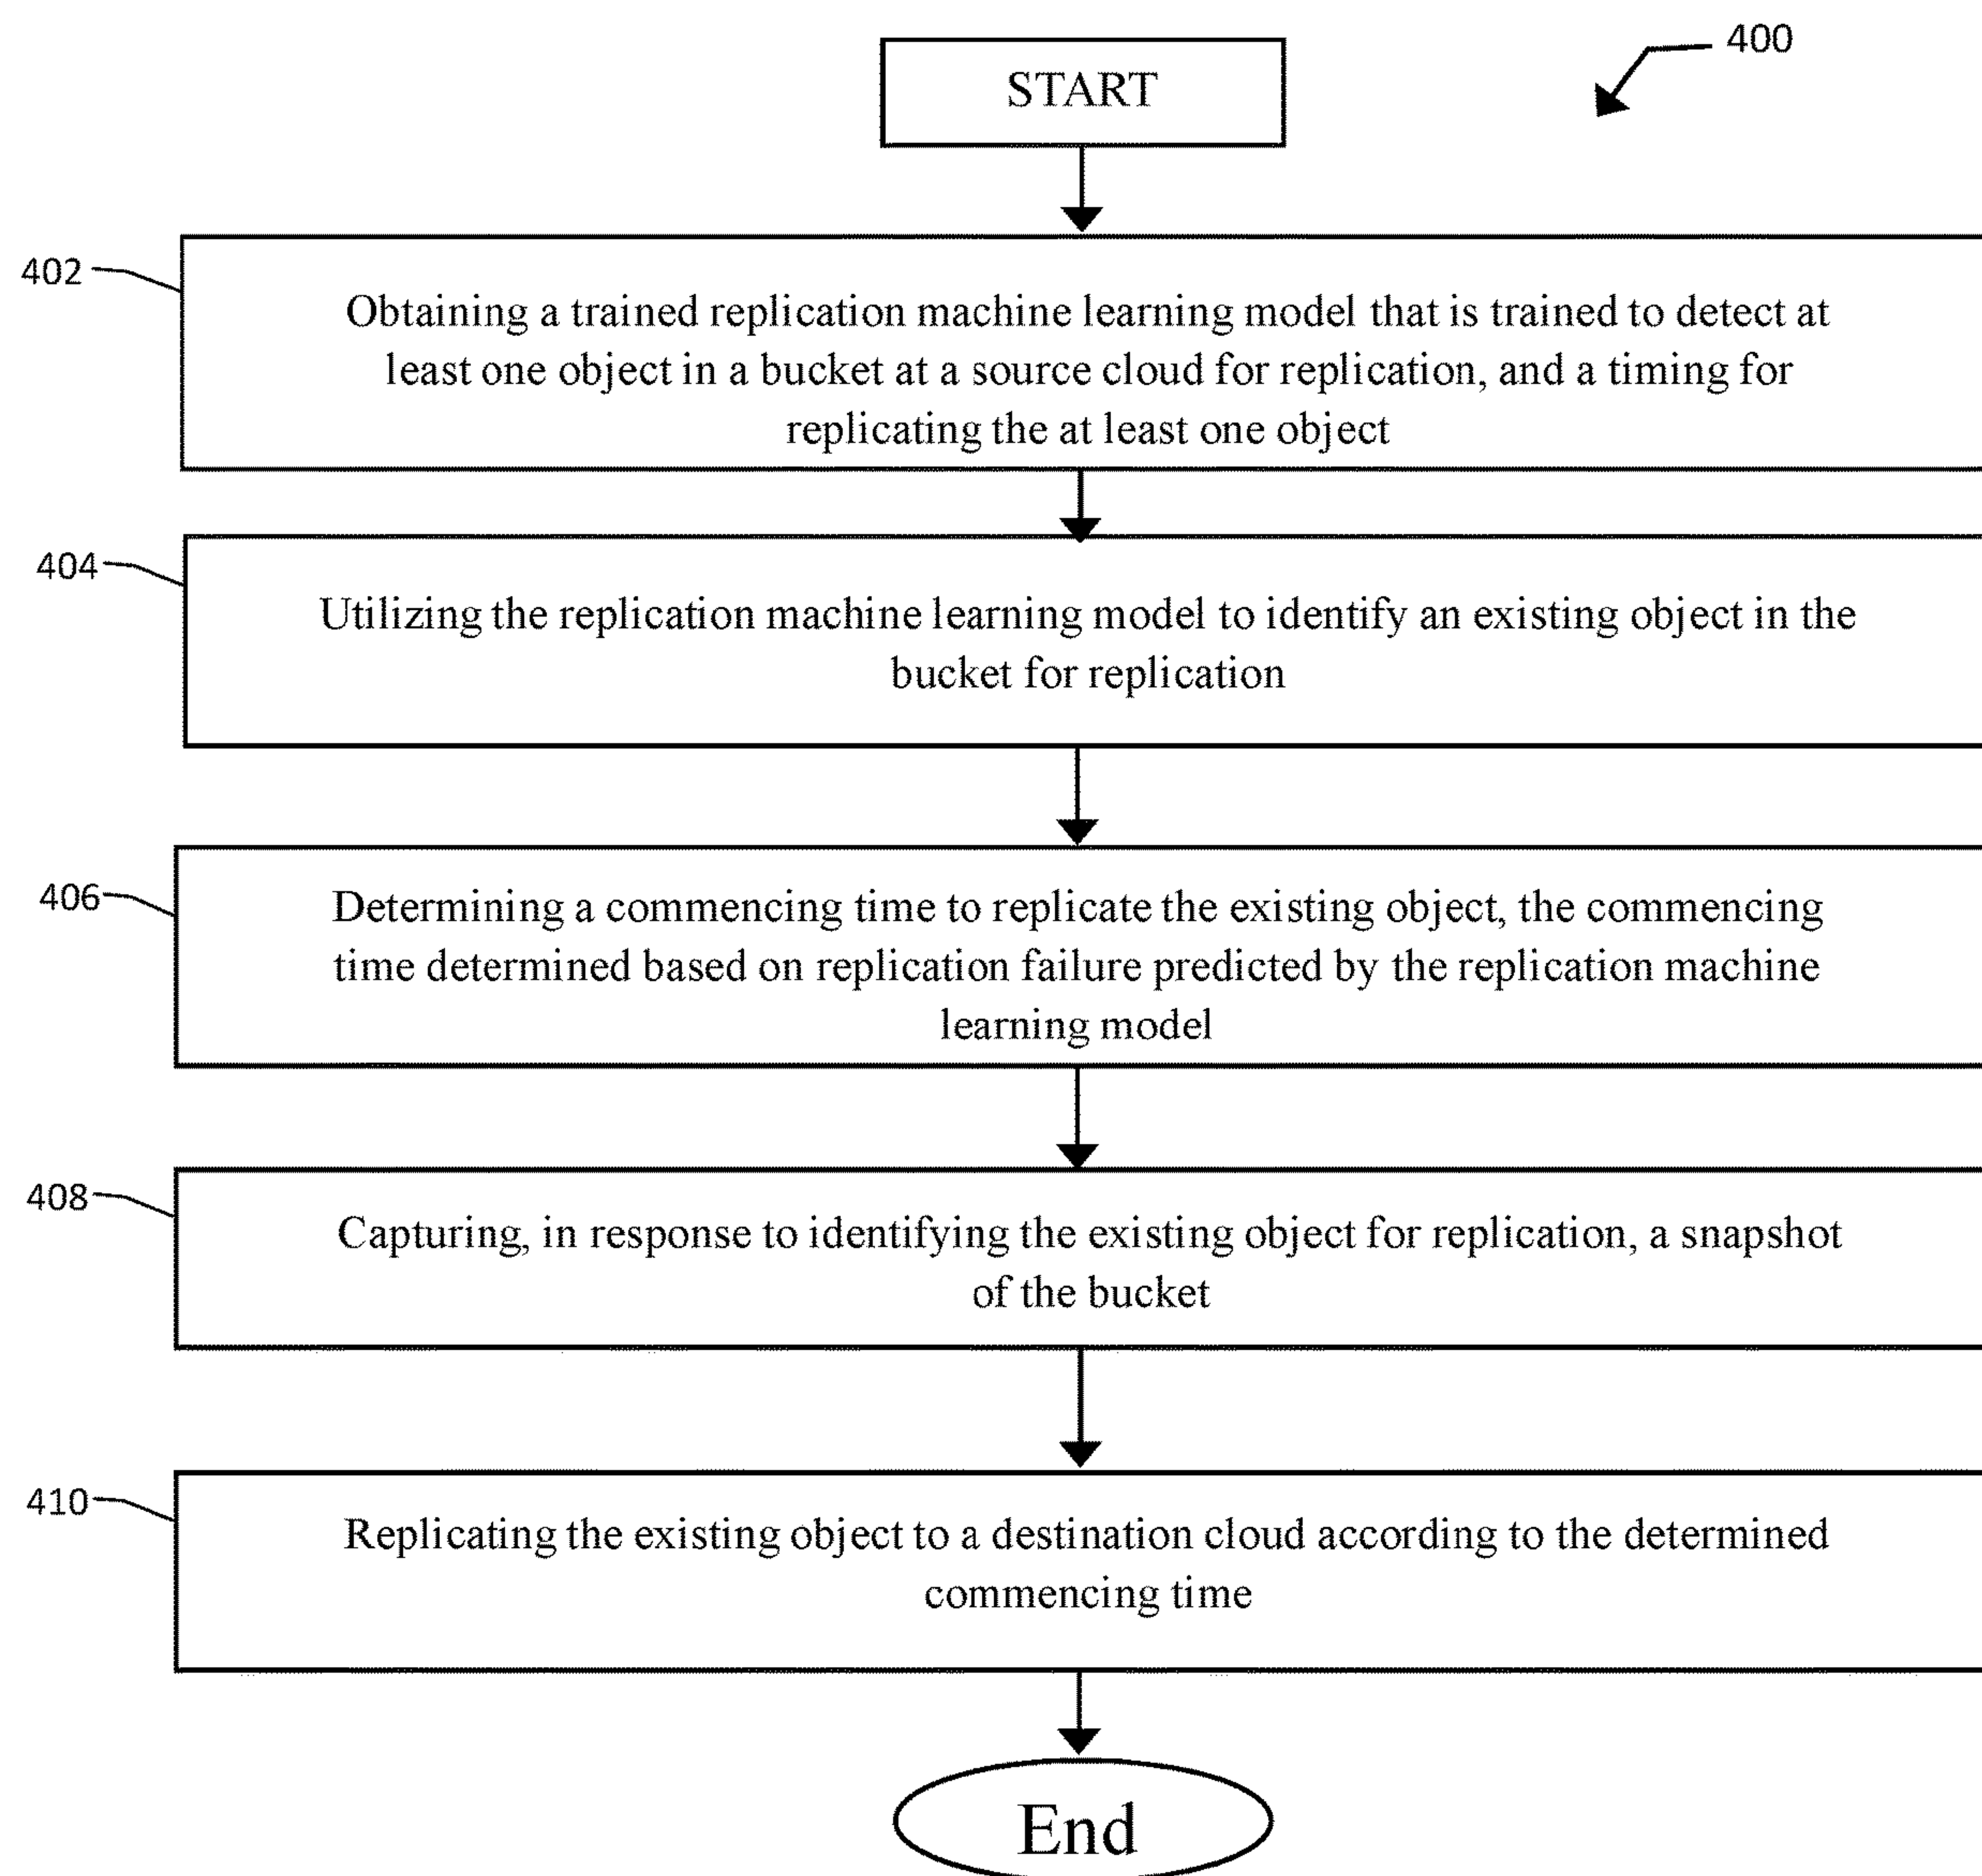 START
400
402
Obtaining a trained replication machine learning model that is trained to detect at
least one object in a bucket at a source cloud for replication, and a timing for
replicating the at least one object
404
Utilizing the replication machine learning model to identify an existing object in the
bucket for replication
406
Determining a commencing time to replicate the existing object, the commencing
time determined based on replication failure predicted by the replication machine
learning model
408
Capturing, in response to identifying the existing object for replication, a snapshot
of the bucket
410
Replicating the existing object to a destination cloud according to the determined
commencing time
End